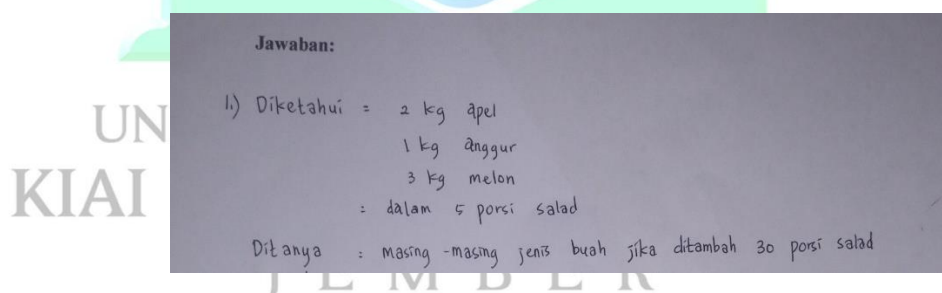 Jawaban:
UN
1.) Diketahui = 2 kg apel
1 kg anggur
KIAI
3 kg melon
= dalam 5 porsi salad
Ditanya : masing-masing jenis buah jika ditambah 30 porsi salad
JEMBER